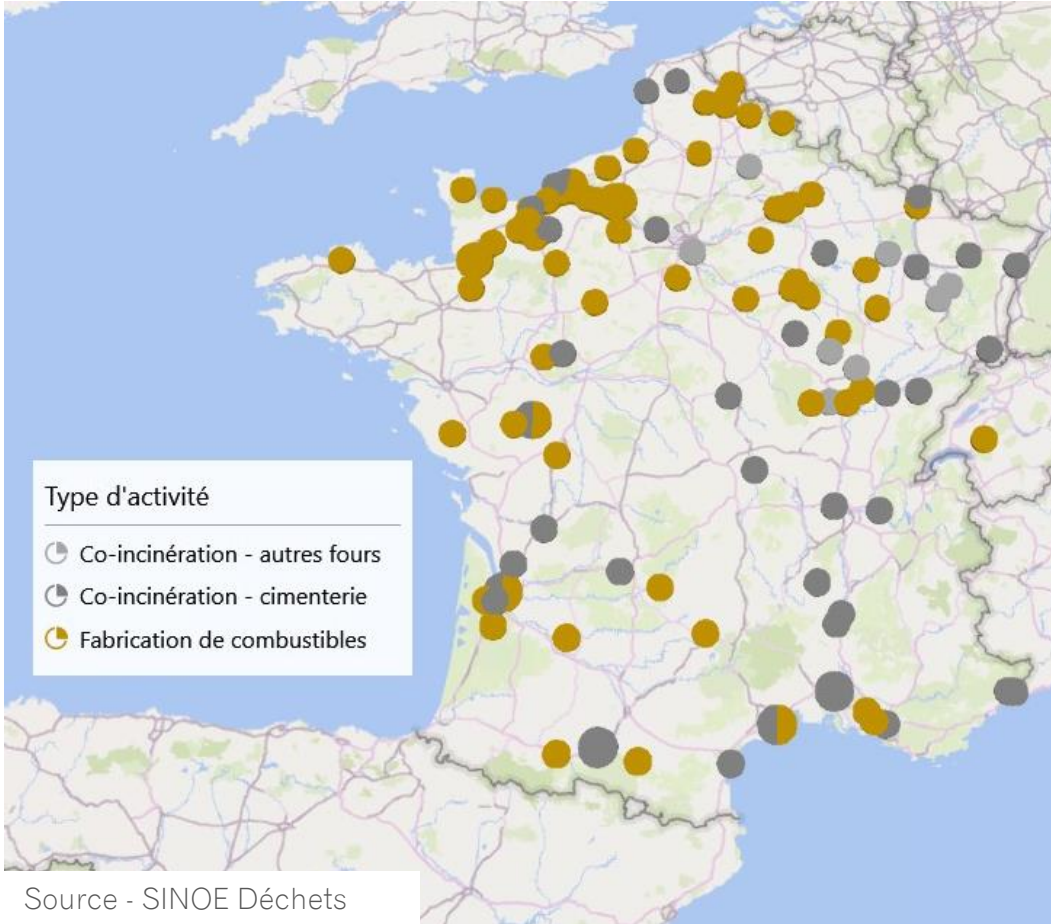 Type d'activité
Co-incinération - autres fours
Co-incinération - cimenterie
Fabrication de combustibles
Source - SINOE Déchets